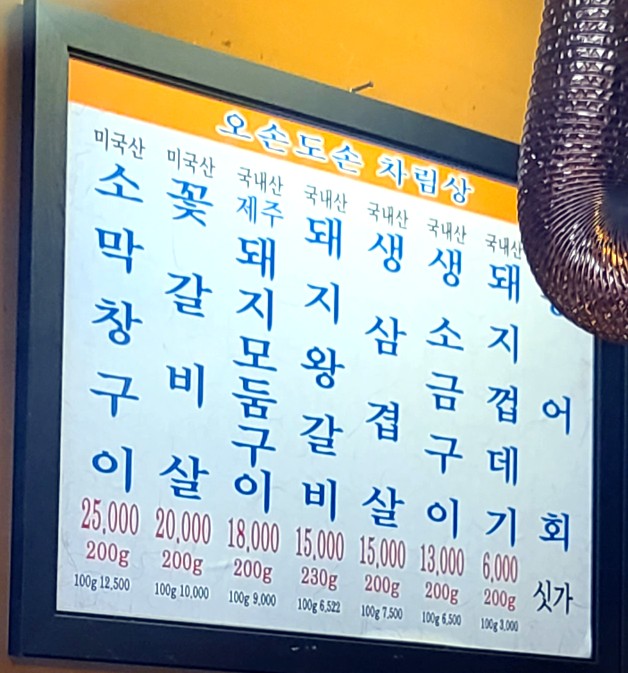 오손도손 차림상
미국산 소막창구이 25,000 200g 100g 12,500
미국산 꽃갈비살 20,000 200g 100g 10,000
국내산 제주돼지모둠구이 18,000 200g 100g 9,000
국내산 돼지왕갈비 15,000 230g 100g 6,522
국내산 생삼겹살 15,000 200g 100g 7,500
국내산 생소금구이 13,000 200g 100g 6,500
국내산 돼지껍데기 6,000 200g 100g 3,000
어회 싯가